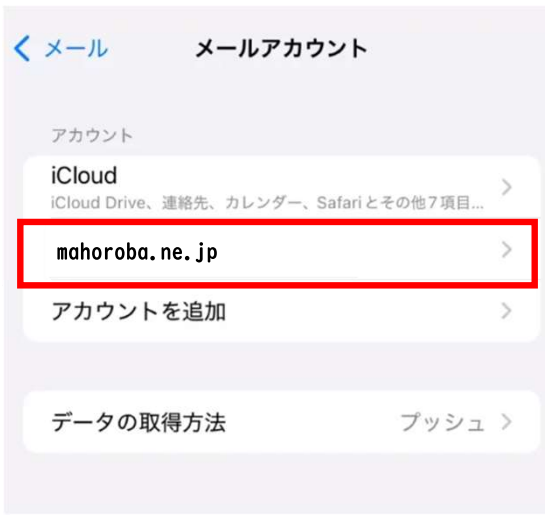 メール
メールアカウント
アカウント
iCloud
iCloud Drive、連絡先、カレンダー、Safariとその他7項目...
mahoroba.ne.jp
アカウントを追加
データの取得方法 プッシュ